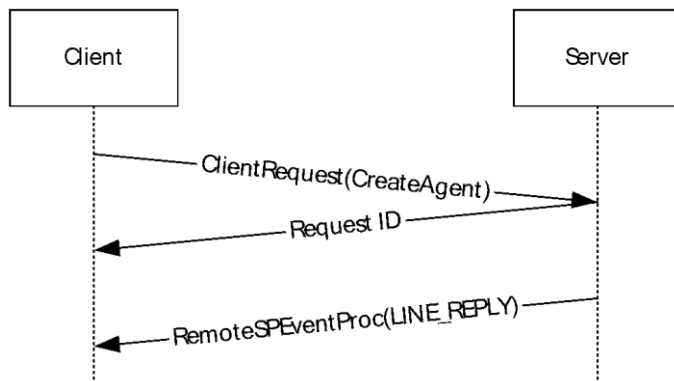 Client
Server
ClientRequest(CreateAgent)
Request ID
RemoteSPEventProc(LINE_REPLY)